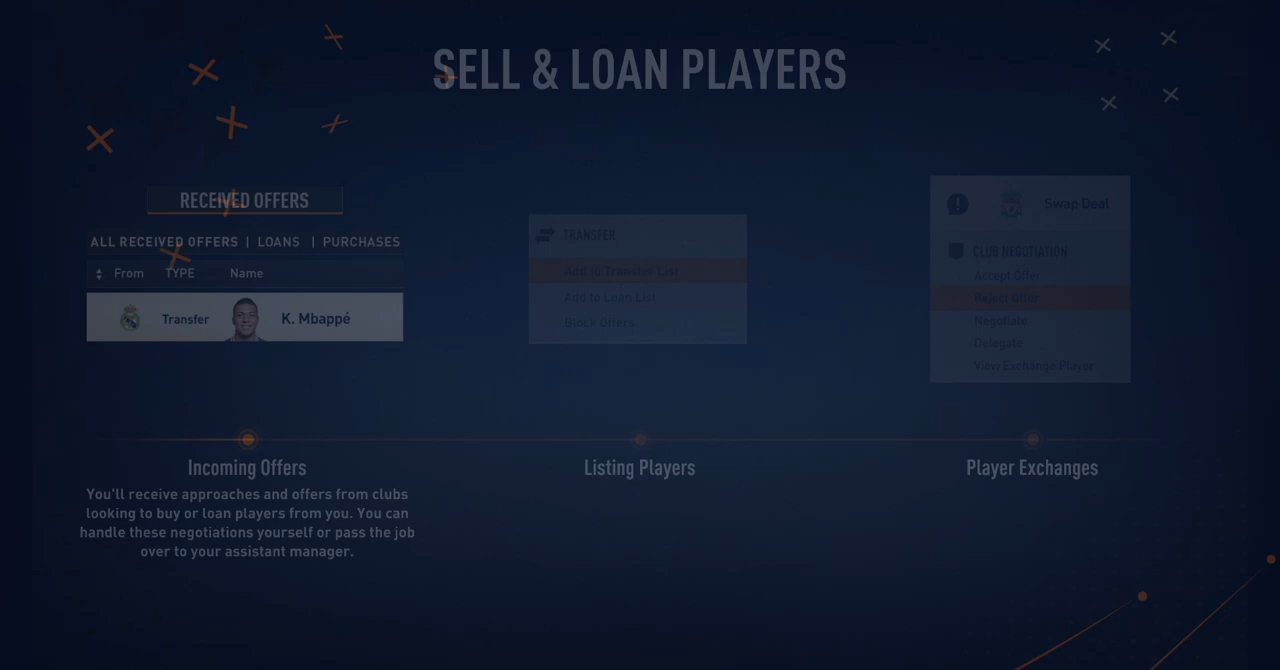 SELL & LOAN PLAYERS
RECEIVED OFFERS
ALL RECEIVED OFFERS | LOANS | PURCHASES
From TYPE Name
Transfer K. Mbappé
TRANSFER
Add to Transfer List
Add to Loan List
Block Offers
Swap Deal
CLUB NEGOTIATION
Accept Offer
Reject Offer
Negotiate
Delegate
View Exchange Player
Incoming Offers
You'll receive approaches and offers from clubs
looking to buy or loan players from you. You can
handle these negotiations yourself or pass the job
over to your assistant manager.
Listing Players
Player Exchanges